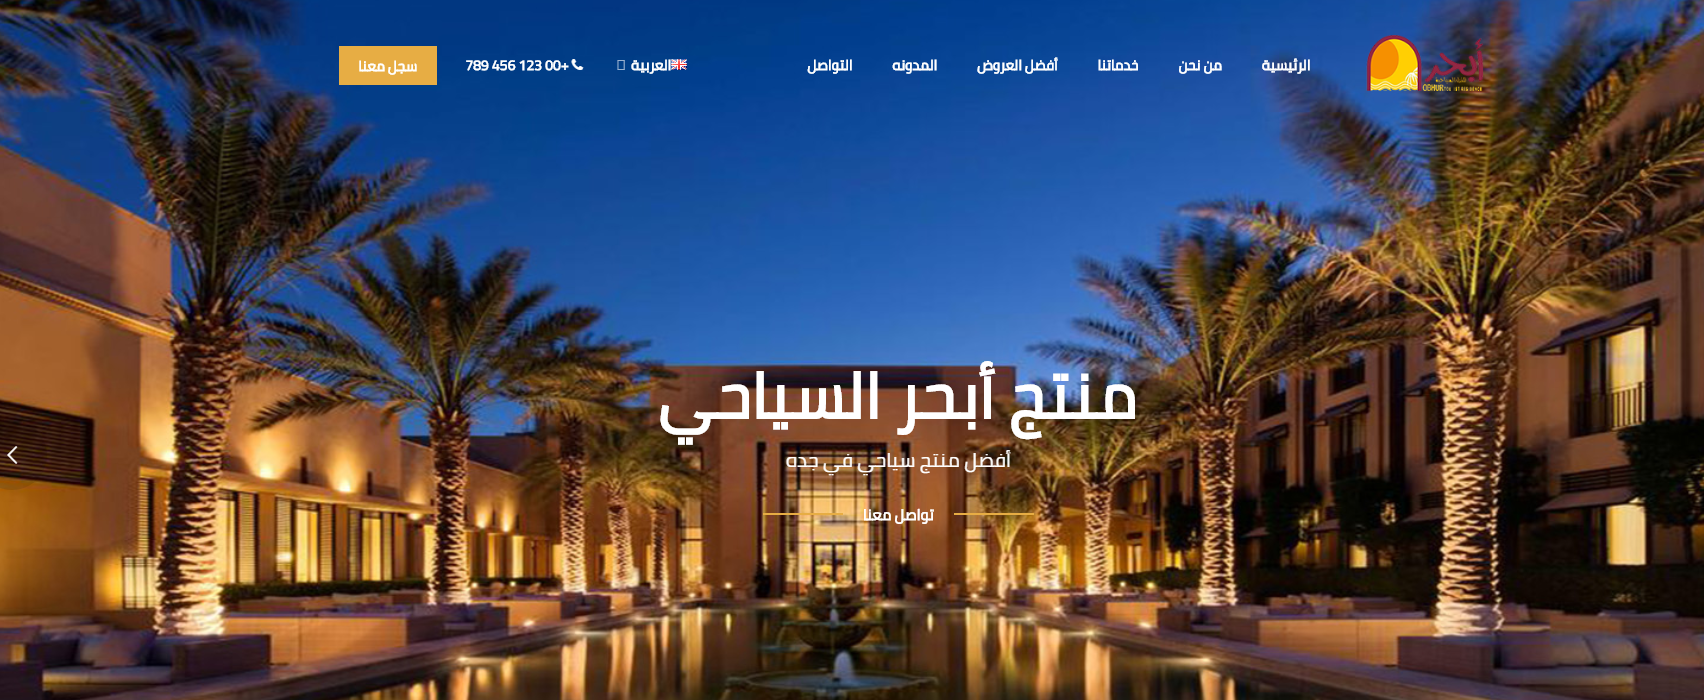 أبحر
OBHUR
الرئيسية
من نحن
خدماتنا
أفضل العروض
المدونه
التواصل
العربية
+00 123 456 789
سجل معنا
منتج أبحر السياحي
أفضل منتج سياحي في جده
تواصل معنا